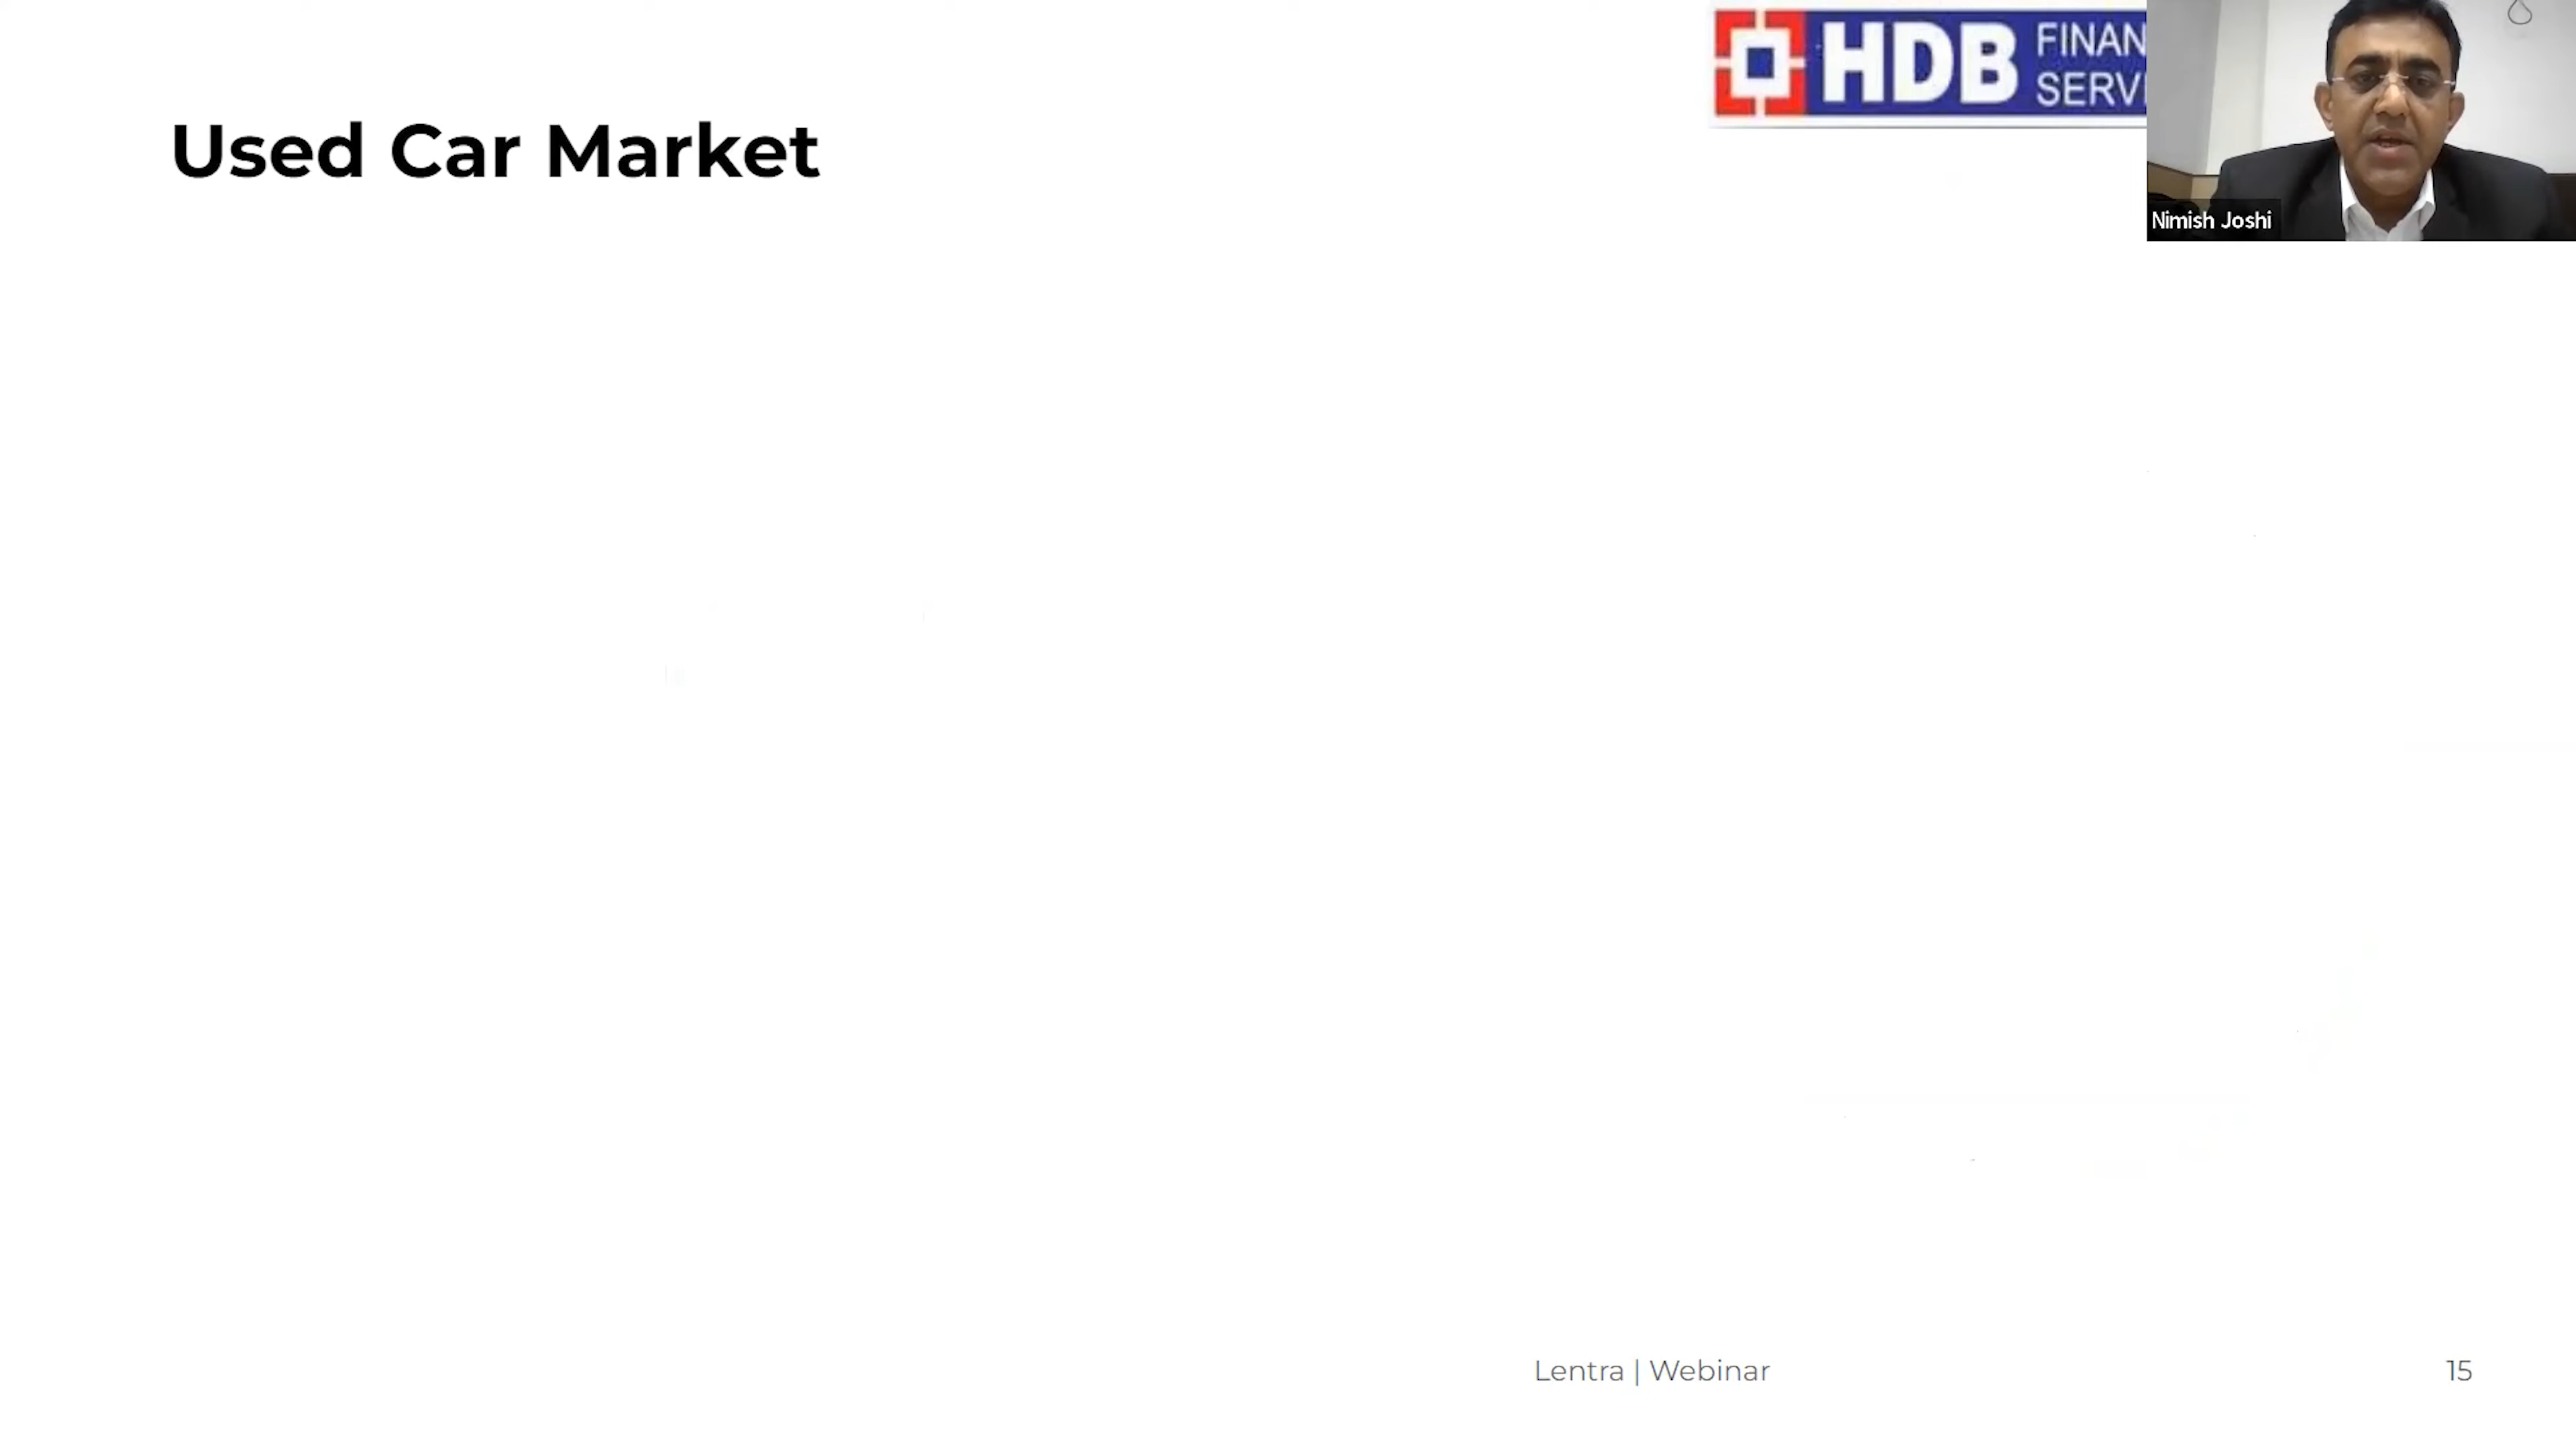 HDB FINAN
SERV
Used Car Market
Nimish Joshi
Lentra | Webinar
15